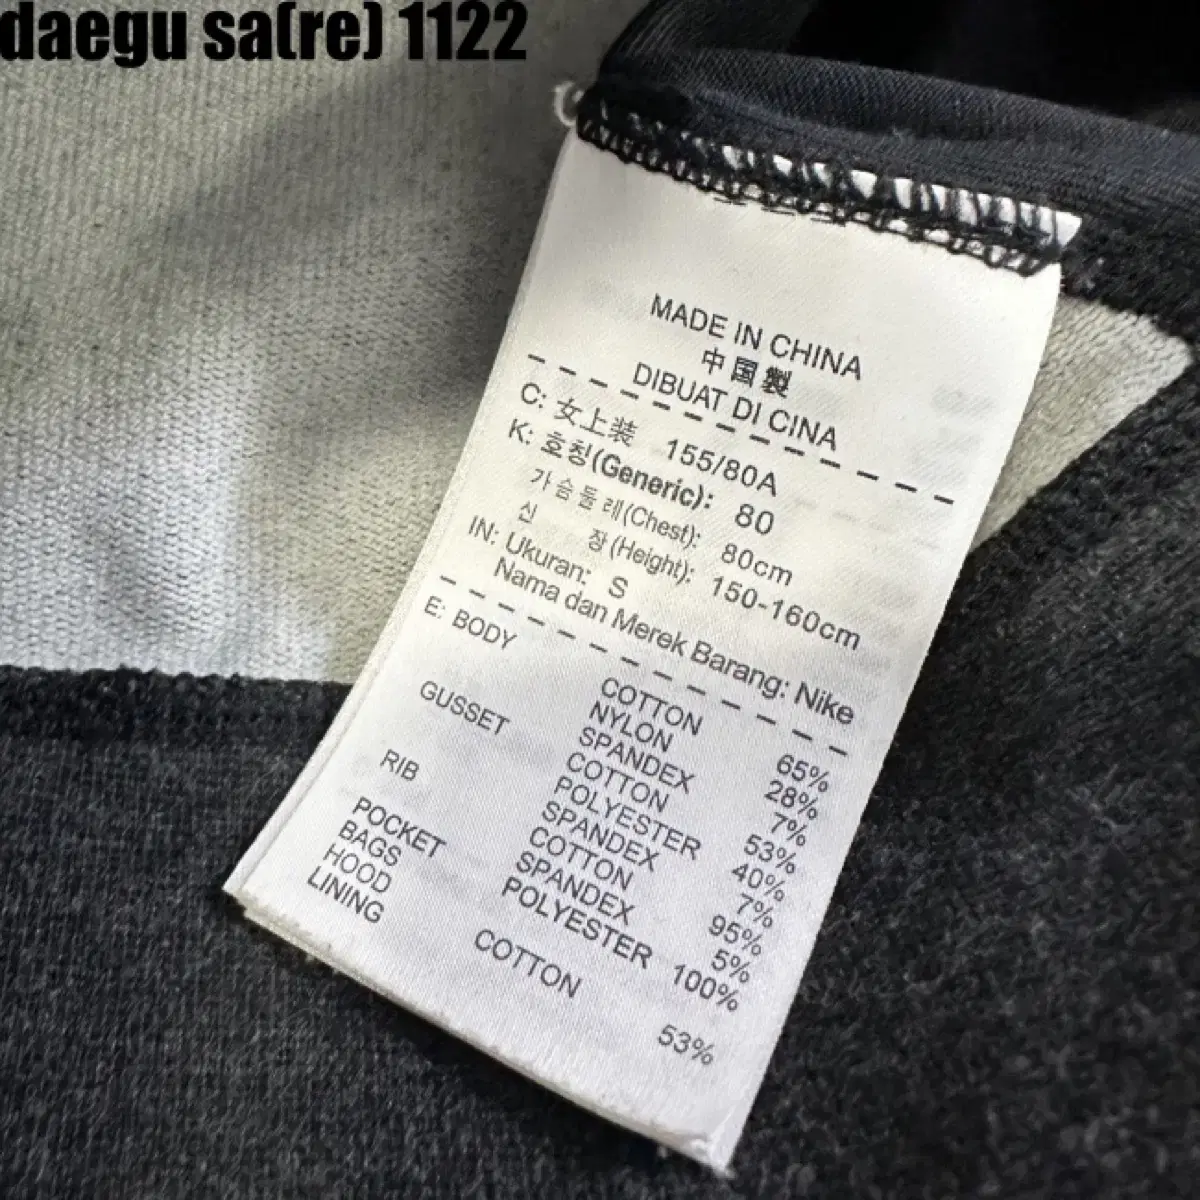 daegu sa(re) 1122
MADE IN CHINA
中国製
DIBUAT DI CINA
C: 女上装 155/80A
K: 호칭(Generic): 80
가슴둘레(Chest): 80cm
신 장(Height): 150-160cm
IN: Ukuran: S
Nama dan Merek Barang: Nike
E: BODY COTTON 65%
NYLON 28%
SPANDEX 7%
GUSSET COTTON 53%
POLYESTER 40%
SPANDEX 7%
RIB COTTON 95%
SPANDEX 5%
POCKET POLYESTER 100%
BAGS
HOOD COTTON 53%
LINING